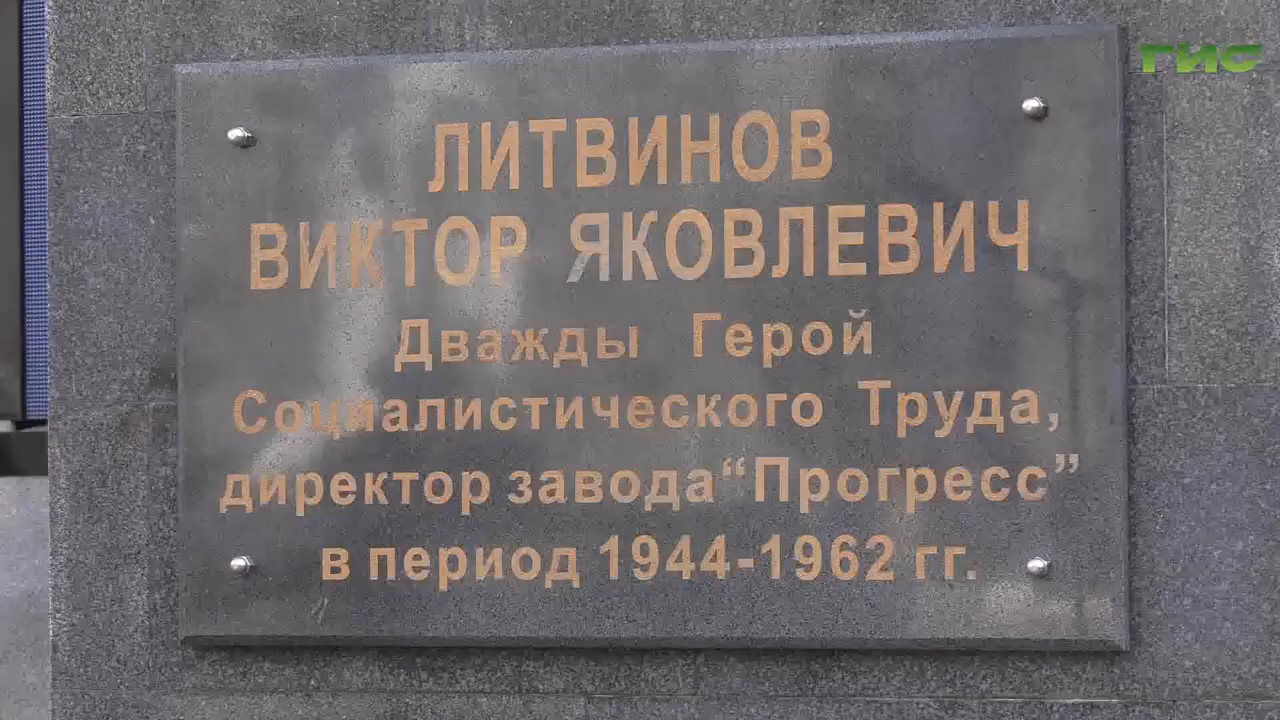 ГИС
ЛИТВИНОВ
ВИКТОР ЯКОВЛЕВИЧ
Дважды Герой
Социалистического Труда,
директор завода “Прогресс”
в период 1944-1962 гг.